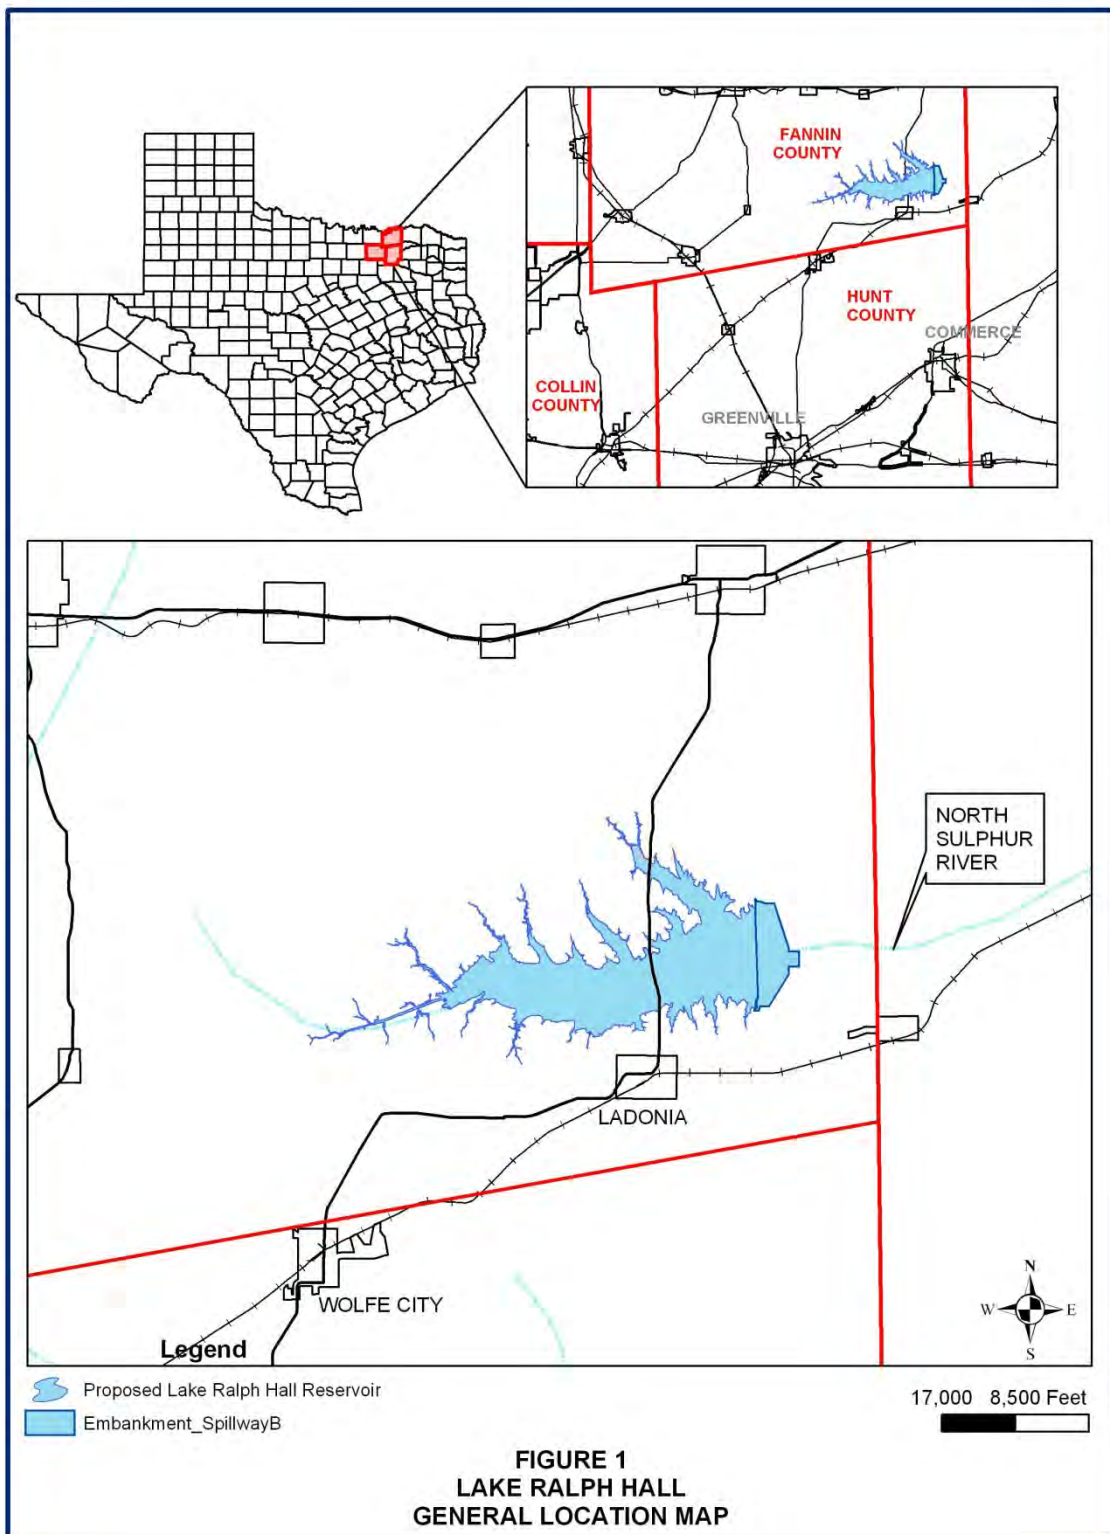 FANNIN
COUNTY
HUNT
COUNTY
COMMERCE
COLLIN
COUNTY
GREENVILLE
NORTH
SULPHUR
RIVER
LADONIA
WOLFE CITY
N
W
E
S
Legend
Proposed Lake Ralph Hall Reservoir
Embankment_SpillwayB
17,000 8,500 Feet
FIGURE 1
LAKE RALPH HALL
GENERAL LOCATION MAP